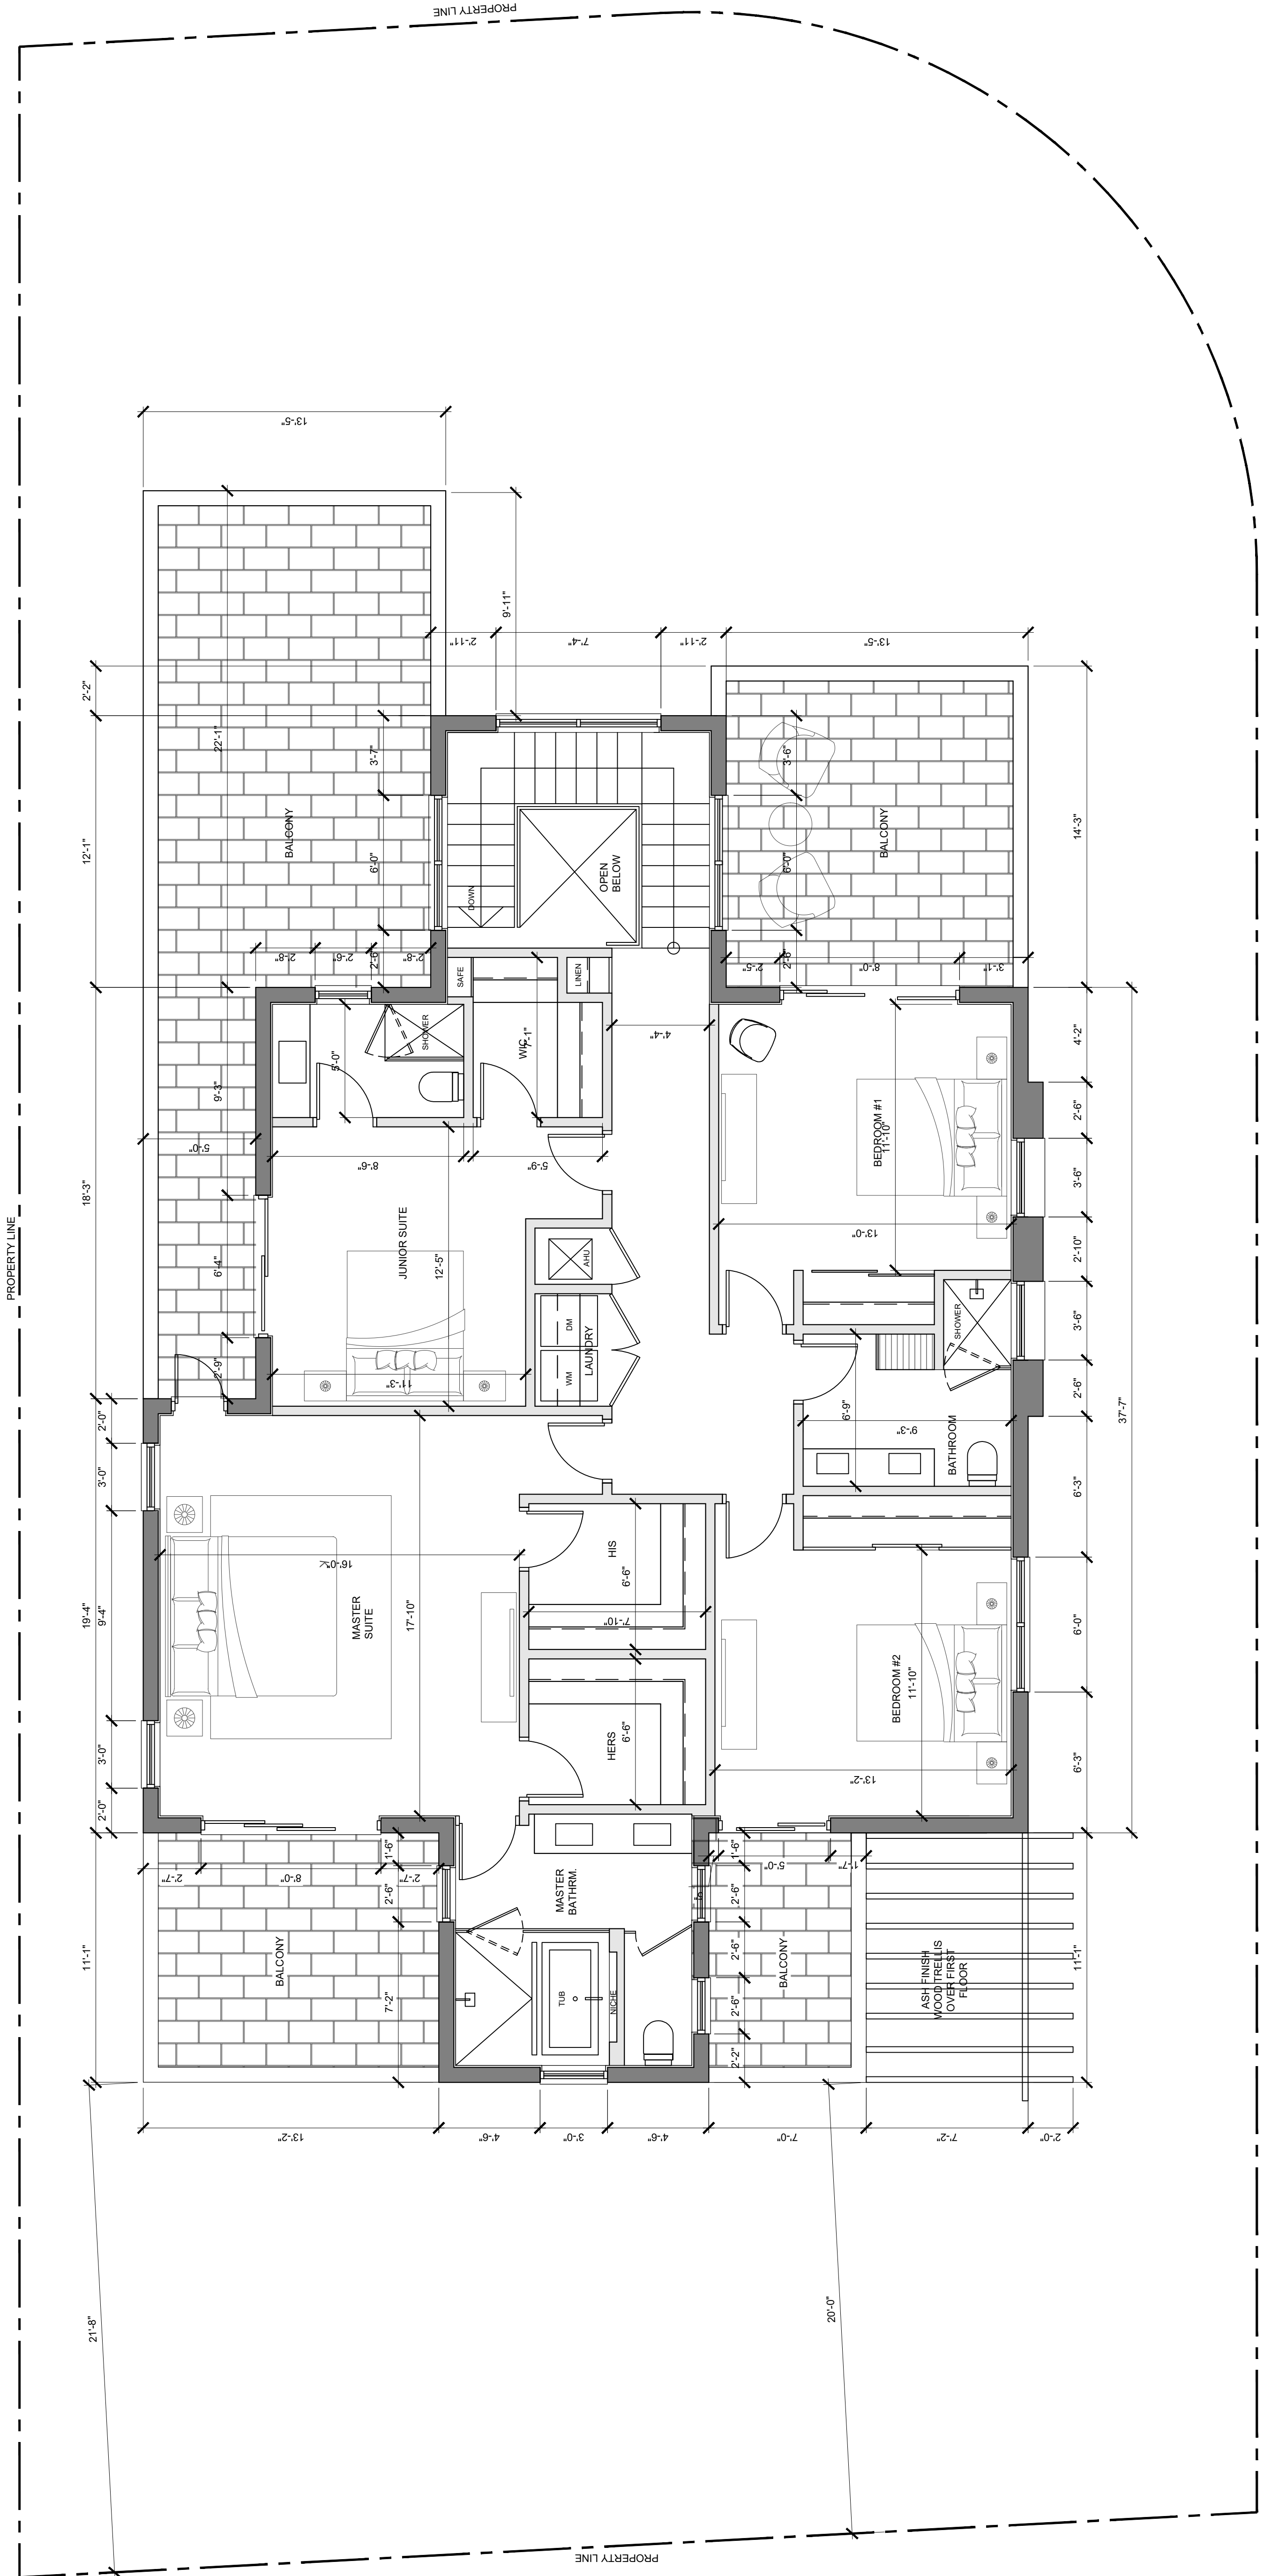 PROPERTY LINE
13'-5"
9'-11"
2'-11"
7'-4"
2'-11"
13'-5"
2'-2"
22'-1"
3'-7"
3'-6"
12'-1"
BALCONY
6'-0"
DOWN
OPEN
BELOW
6'-0"
BALCONY
14'-3"
2'-8"
2'-6"
2'-8"
2'-6"
SAFE
LINEN
2'-5"
2'-6"
8'-0"
3'-1"
SHOWER
5'-0"
WIC
7'-1"
4'-4"
4'-2"
9'-3"
5'-0"
8'-6"
5'-9"
BEDROOM #1
11'-10"
2'-6"
3'-6"
18'-3"
PROPERTY LINE
JUNIOR SUITE
12'-5"
13'-0"
2'-10"
6'-4"
AHU
DM
WM
LAUNDRY
SHOWER
3'-6"
2'-9"
11'-3"
2'-6"
37'-7"
2'-0"
6'-9"
9'-3"
BATHROOM
3'-0"
6'-3"
16'-0"
HIS
6'-6"
19'-4"
9'-4"
MASTER
SUITE
17'-10"
7'-10"
6'-0"
HERS
6'-6"
BEDROOM #2
11'-10"
3'-0"
13'-2"
6'-3"
2'-0"
2'-7"
8'-0"
2'-7"
1'-6"
1'-6"
5'-0"
1'-7"
2'-6"
MASTER
BATHRM.
2'-6"
11'-1"
BALCONY
7'-2"
TUB
NICHE
2'-6"
BALCONY
ASH FINISH
WOOD TRELLIS
OVER FIRST
FLOOR
11'-1"
2'-6"
2'-2"
13'-2"
4'-6"
3'-0"
4'-6"
7'-0"
7'-2"
2'-0"
21'-8"
20'-0"
PROPERTY LINE